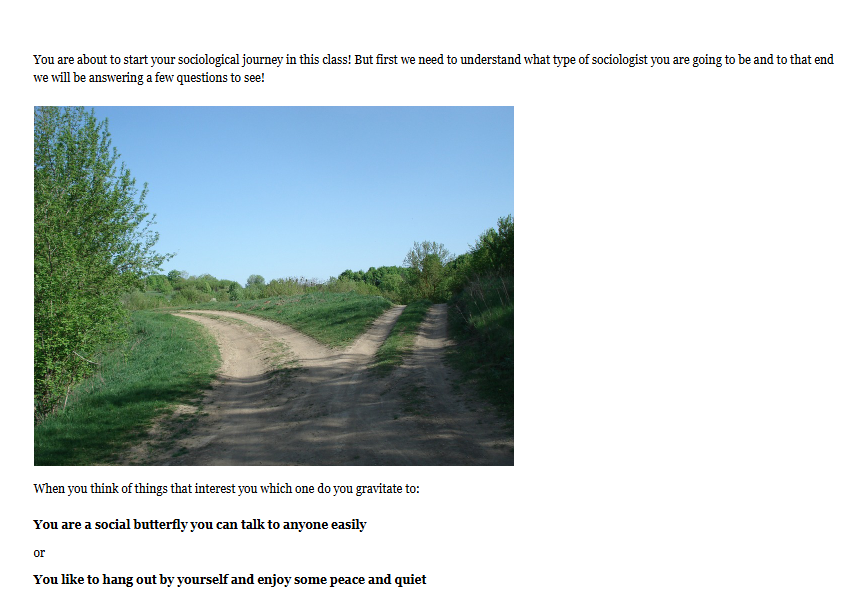 You are about to start your sociological journey in this class! But first we need to understand what type of sociologist you are going to be and to that end
we will be answering a few questions to see!
When you think of things that interest you which one do you gravitate to:
You are a social butterfly you can talk to anyone easily
or
You like to hang out by yourself and enjoy some peace and quiet